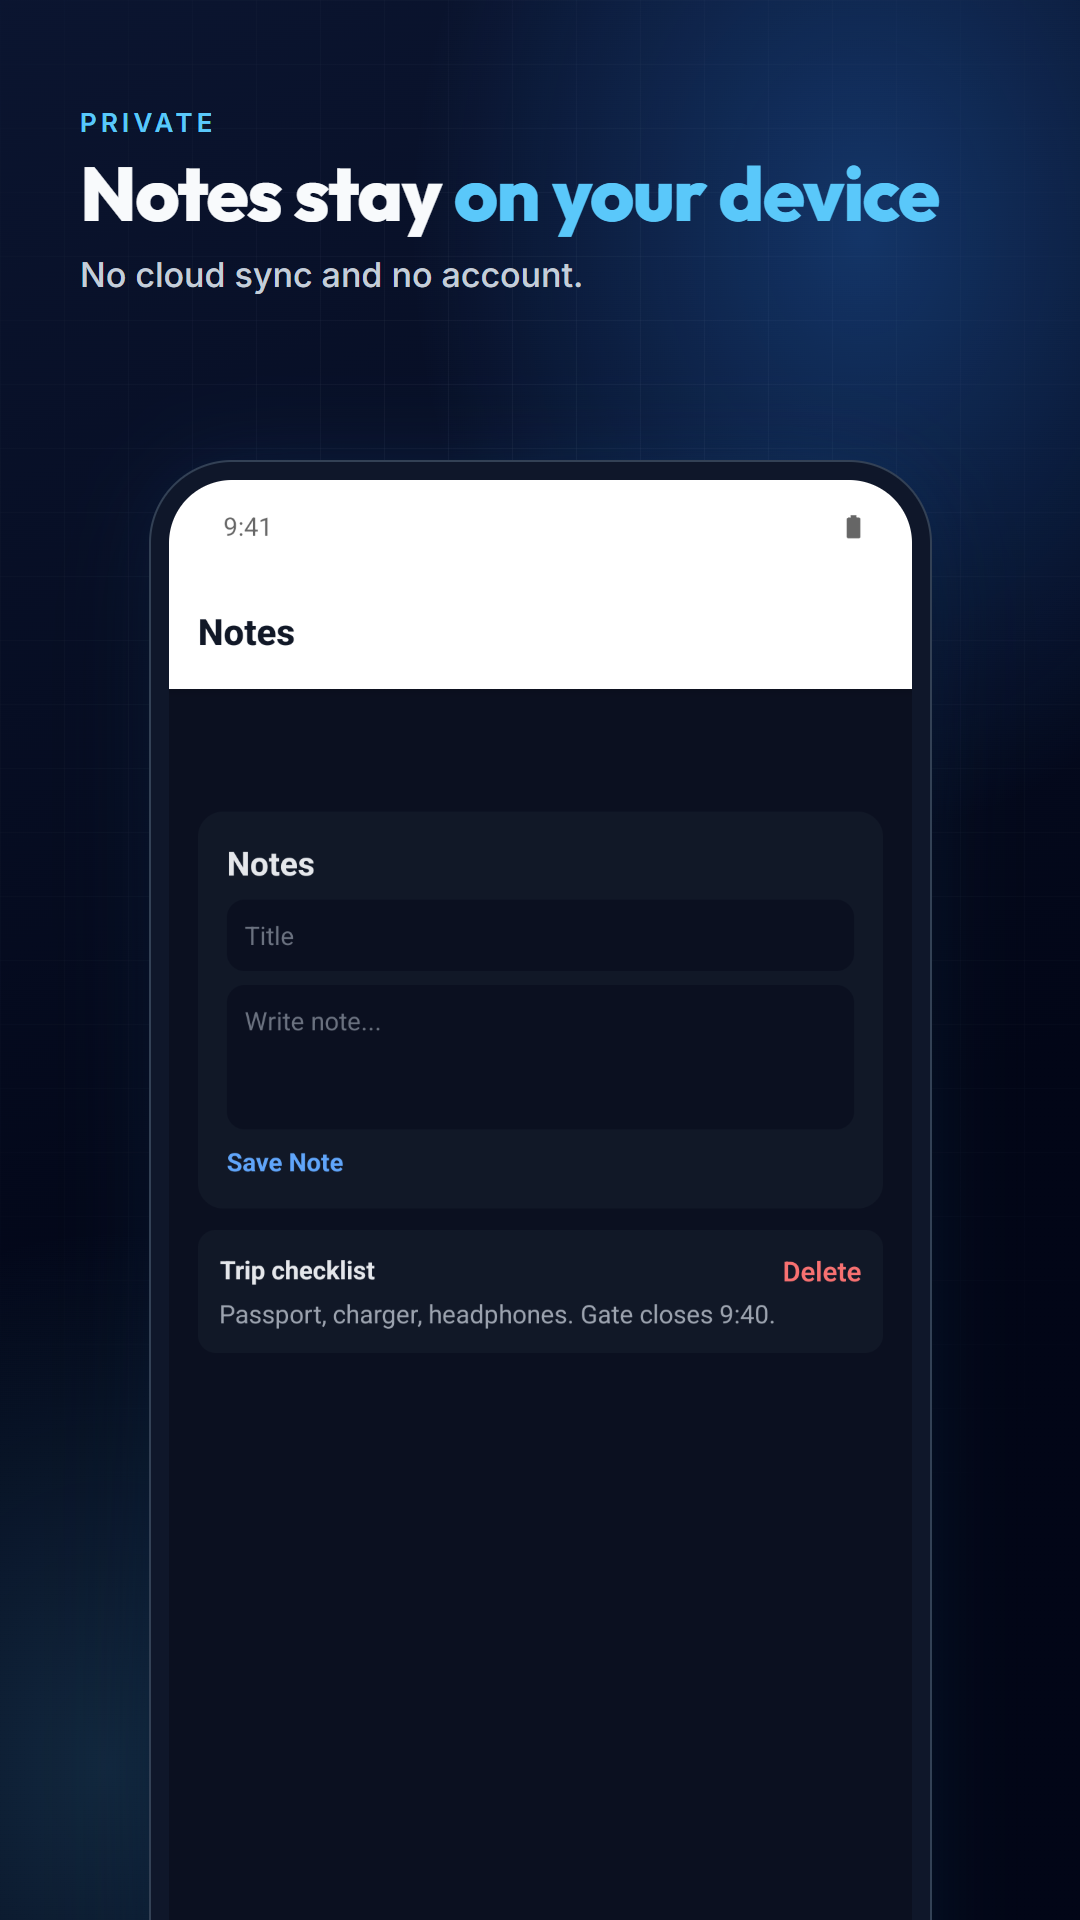 PRIVATE
Notes stay on your device
No cloud sync and no account.
9:41
Notes
Notes
Title
Write note...
Save Note
Trip checklist
Delete
Passport, charger, headphones. Gate closes 9:40.